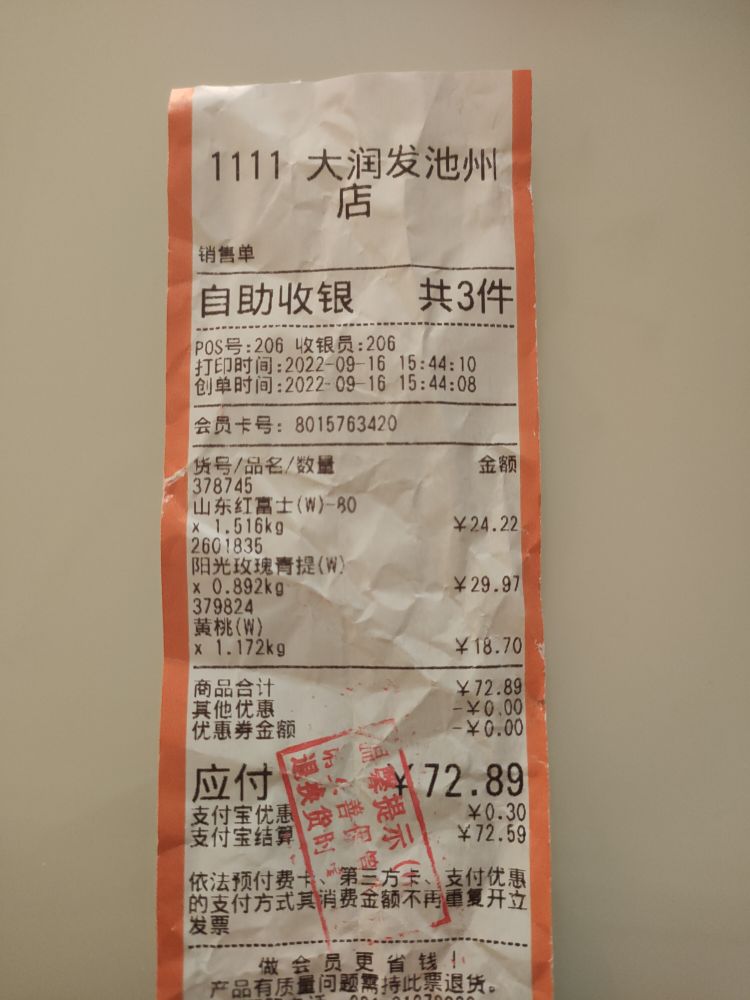 1111 大润发池州
店
销售单
自助收银 共3件
POS号:206 收银员:206
打印时间:2022-09-16 15:44:10
创单时间:2022-09-16 15:44:08
会员卡号: 8015763420
货号/品名/数量 金额
378745
山东红富士(W)-80
x 1.516kg ¥24.22
2601835
阳光玫瑰青提(W)
x 0.892kg ¥29.97
379824
黄桃(W)
x 1.172kg ¥18.70
商品合计 ¥72.89
其他优惠 -¥0.00
优惠券金额 -¥0.00
应付 ¥72.89
支付宝优惠 ¥0.30
支付宝结算 ¥72.59
温馨提示
退换货时
依法预付费卡、第三方卡、支付优惠
的支付方式其消费金额不再重复开立
发票
做会员更省钱!
产品有质量问题需持此票退货。